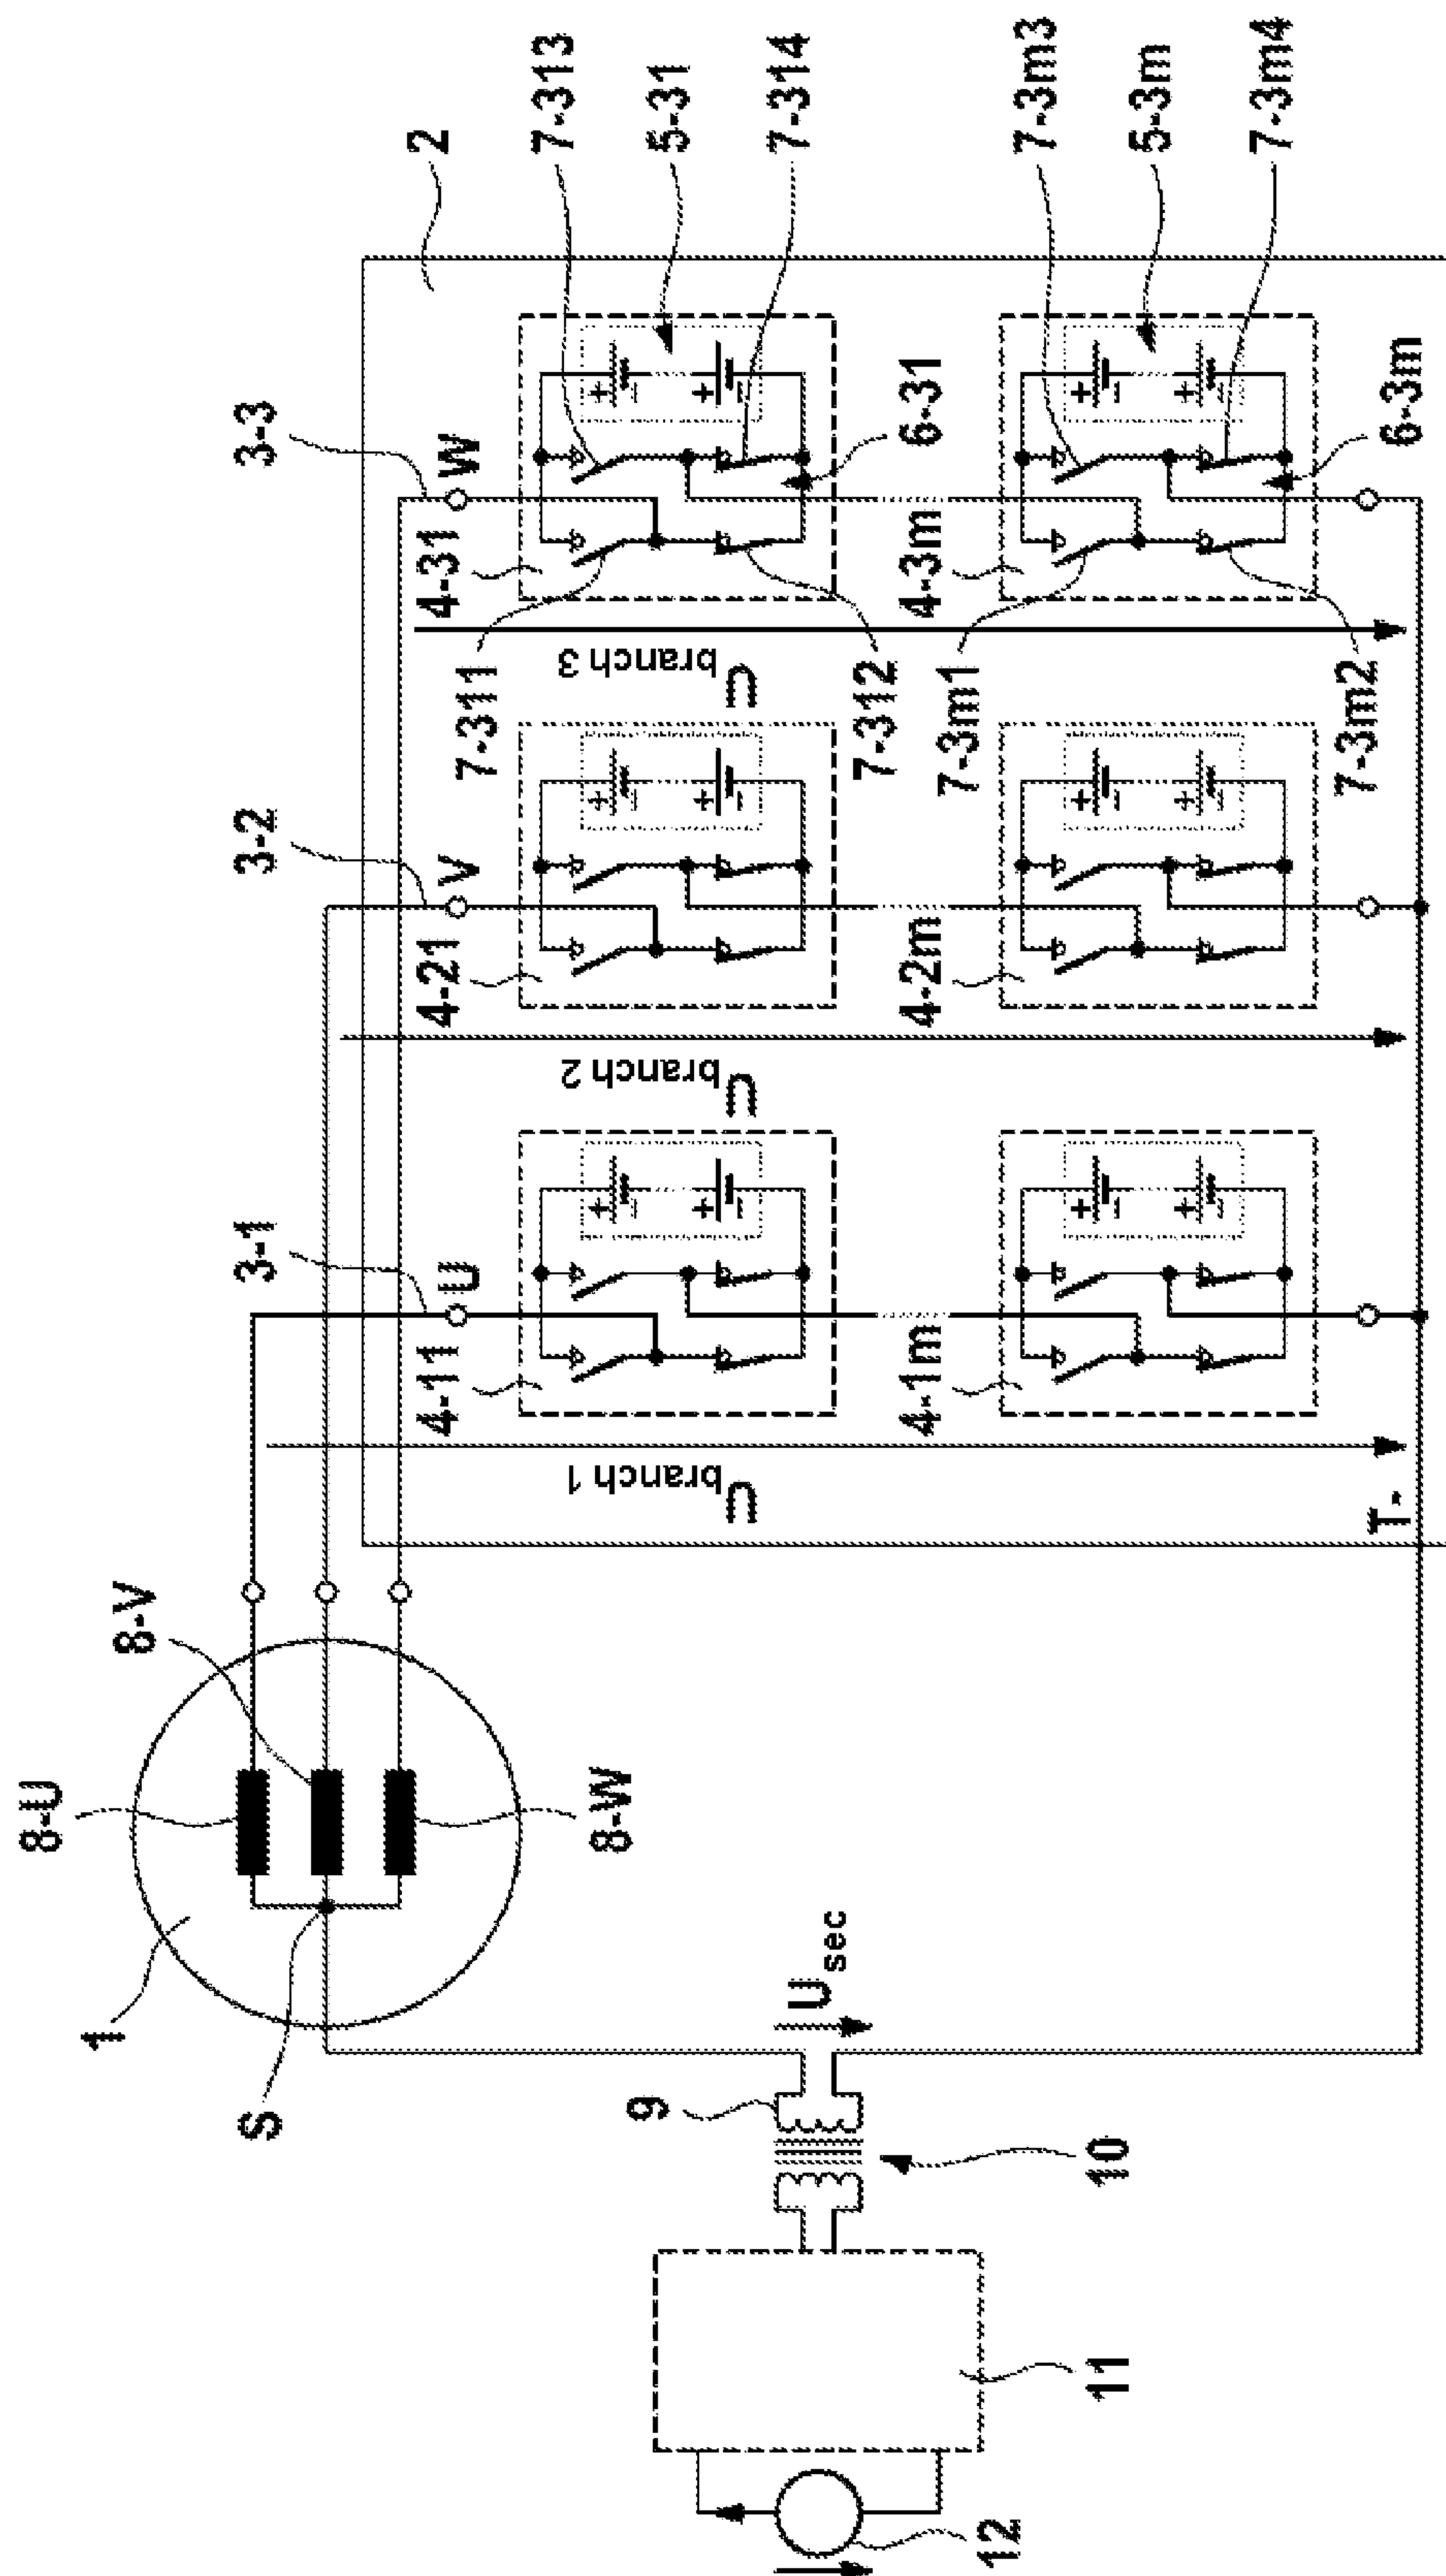 8-U
8-V
8-W
1
S
3-1
3-2
3-3
2
U
V
W
7-313
5-31
7-314
4-11
4-21
4-31
6-31
7-311
7-312
U branch 1
U branch 2
U branch 3
4-1m
4-2m
4-3m
7-3m3
5-3m
7-3m4
6-3m
7-3m1
7-3m2
T-
U sec
9
10
11
12
+
−
+
−
+
−
+
−
+
−
+
−
+
−
+
−
+
−
+
−
+
−
+
−